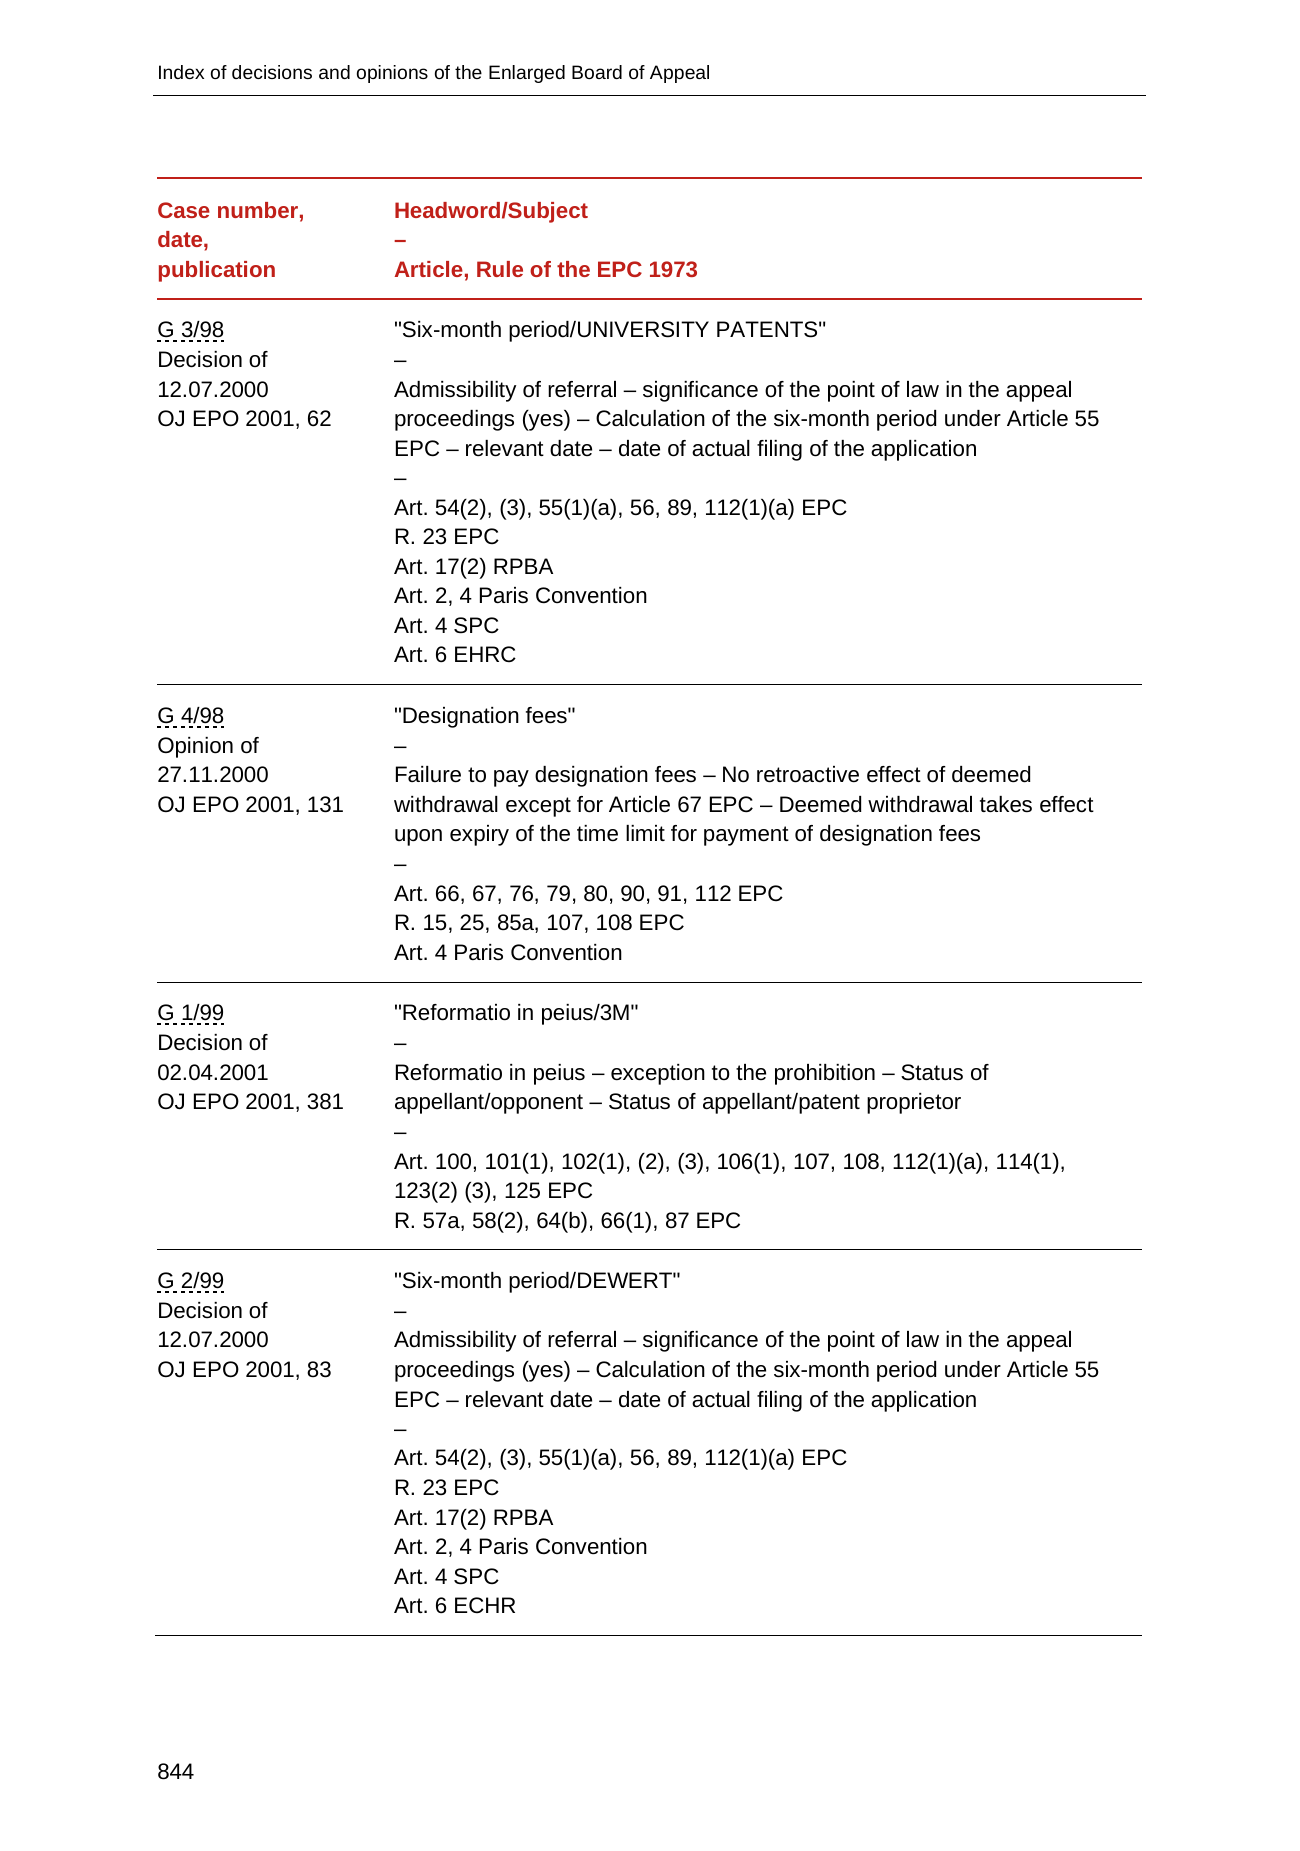 Index of decisions and opinions of the Enlarged Board of Appeal
Case number,
date,
publication
Headword/Subject
–
Article, Rule of the EPC 1973
G 3/98
Decision of
12.07.2000
OJ EPO 2001, 62
"Six-month period/UNIVERSITY PATENTS"
–
Admissibility of referral – significance of the point of law in the appeal
proceedings (yes) – Calculation of the six-month period under Article 55
EPC – relevant date – date of actual filing of the application
–
Art. 54(2), (3), 55(1)(a), 56, 89, 112(1)(a) EPC
R. 23 EPC
Art. 17(2) RPBA
Art. 2, 4 Paris Convention
Art. 4 SPC
Art. 6 EHRC
G 4/98
Opinion of
27.11.2000
OJ EPO 2001, 131
"Designation fees"
–
Failure to pay designation fees – No retroactive effect of deemed
withdrawal except for Article 67 EPC – Deemed withdrawal takes effect
upon expiry of the time limit for payment of designation fees
–
Art. 66, 67, 76, 79, 80, 90, 91, 112 EPC
R. 15, 25, 85a, 107, 108 EPC
Art. 4 Paris Convention
G 1/99
Decision of
02.04.2001
OJ EPO 2001, 381
"Reformatio in peius/3M"
–
Reformatio in peius – exception to the prohibition – Status of
appellant/opponent – Status of appellant/patent proprietor
–
Art. 100, 101(1), 102(1), (2), (3), 106(1), 107, 108, 112(1)(a), 114(1),
123(2) (3), 125 EPC
R. 57a, 58(2), 64(b), 66(1), 87 EPC
G 2/99
Decision of
12.07.2000
OJ EPO 2001, 83
"Six-month period/DEWERT"
–
Admissibility of referral – significance of the point of law in the appeal
proceedings (yes) – Calculation of the six-month period under Article 55
EPC – relevant date – date of actual filing of the application
–
Art. 54(2), (3), 55(1)(a), 56, 89, 112(1)(a) EPC
R. 23 EPC
Art. 17(2) RPBA
Art. 2, 4 Paris Convention
Art. 4 SPC
Art. 6 ECHR
844